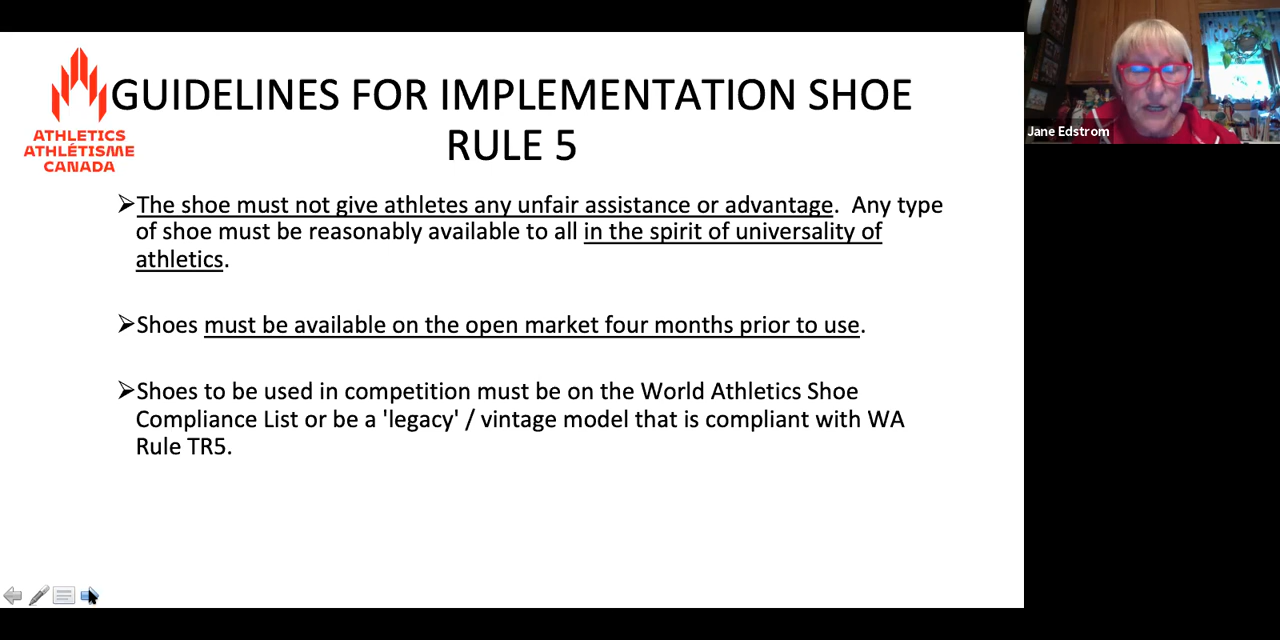 ATHLETICS
ATHLÉTISME
CANADA
GUIDELINES FOR IMPLEMENTATION SHOE
RULE 5
➢The shoe must not give athletes any unfair assistance or advantage. Any type
of shoe must be reasonably available to all in the spirit of universality of
athletics.
➢Shoes must be available on the open market four months prior to use.
➢Shoes to be used in competition must be on the World Athletics Shoe
Compliance List or be a 'legacy' / vintage model that is compliant with WA
Rule TR5.
Jane Edstrom